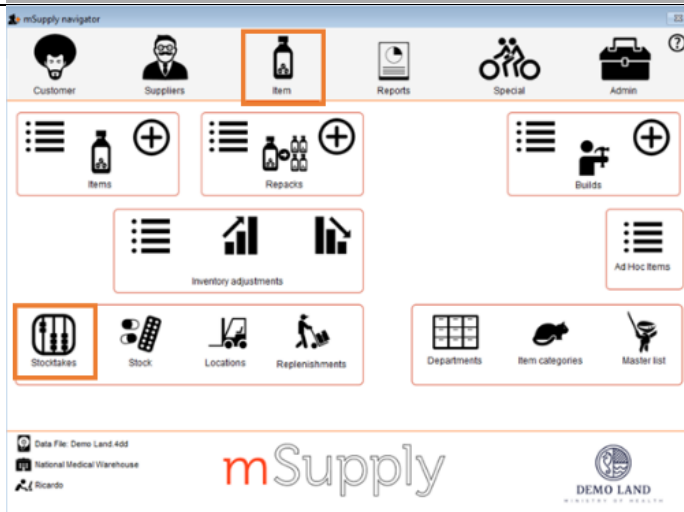 mSupply navigator
Customer
Suppliers
Item
Reports
Special
Admin
?
Items
Repacks
Builds
Inventory adjustments
Ad Hoc Items
Stocktakes
Stock
Locations
Replenishments
Departments
Item categories
Master list
Data File: Demo Land.4dd
National Medical Warehouse
Ricardo
mSupply
DEMO LAND
MINISTRY OF HEALTH